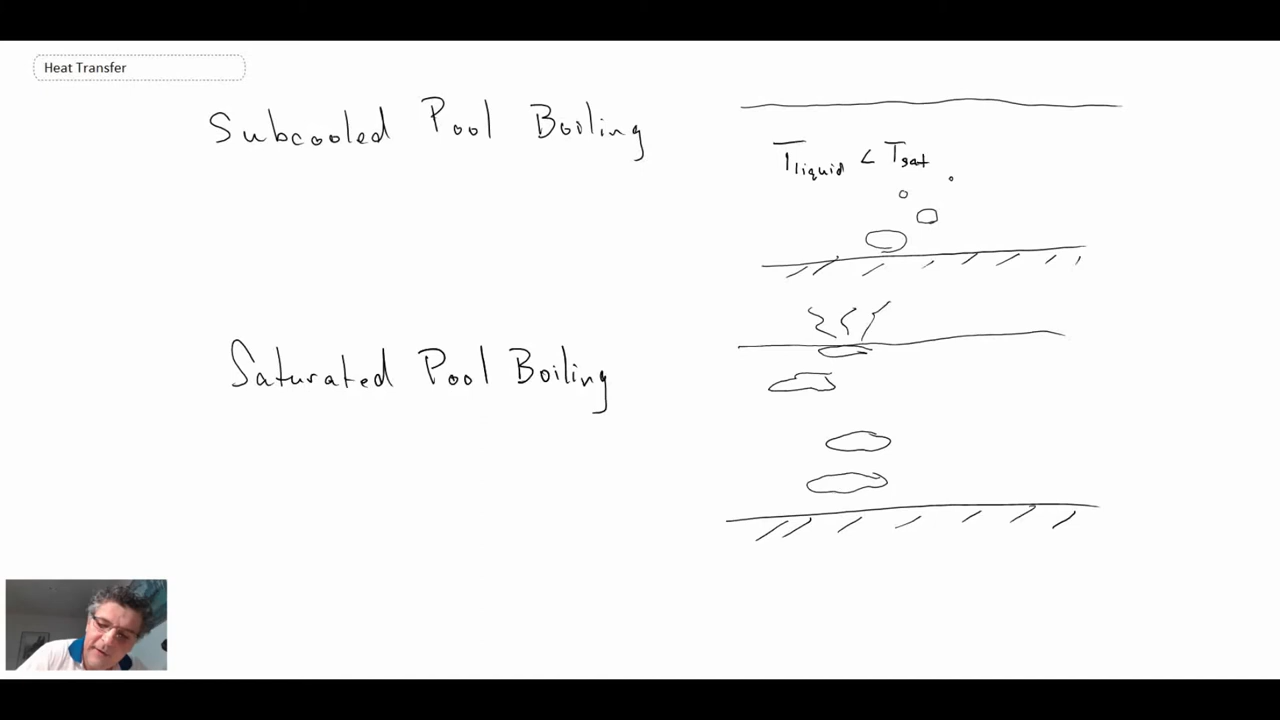 Heat Transfer
Subcooled Pool Boiling
Tliquid < Tsat
Saturated Pool Boiling